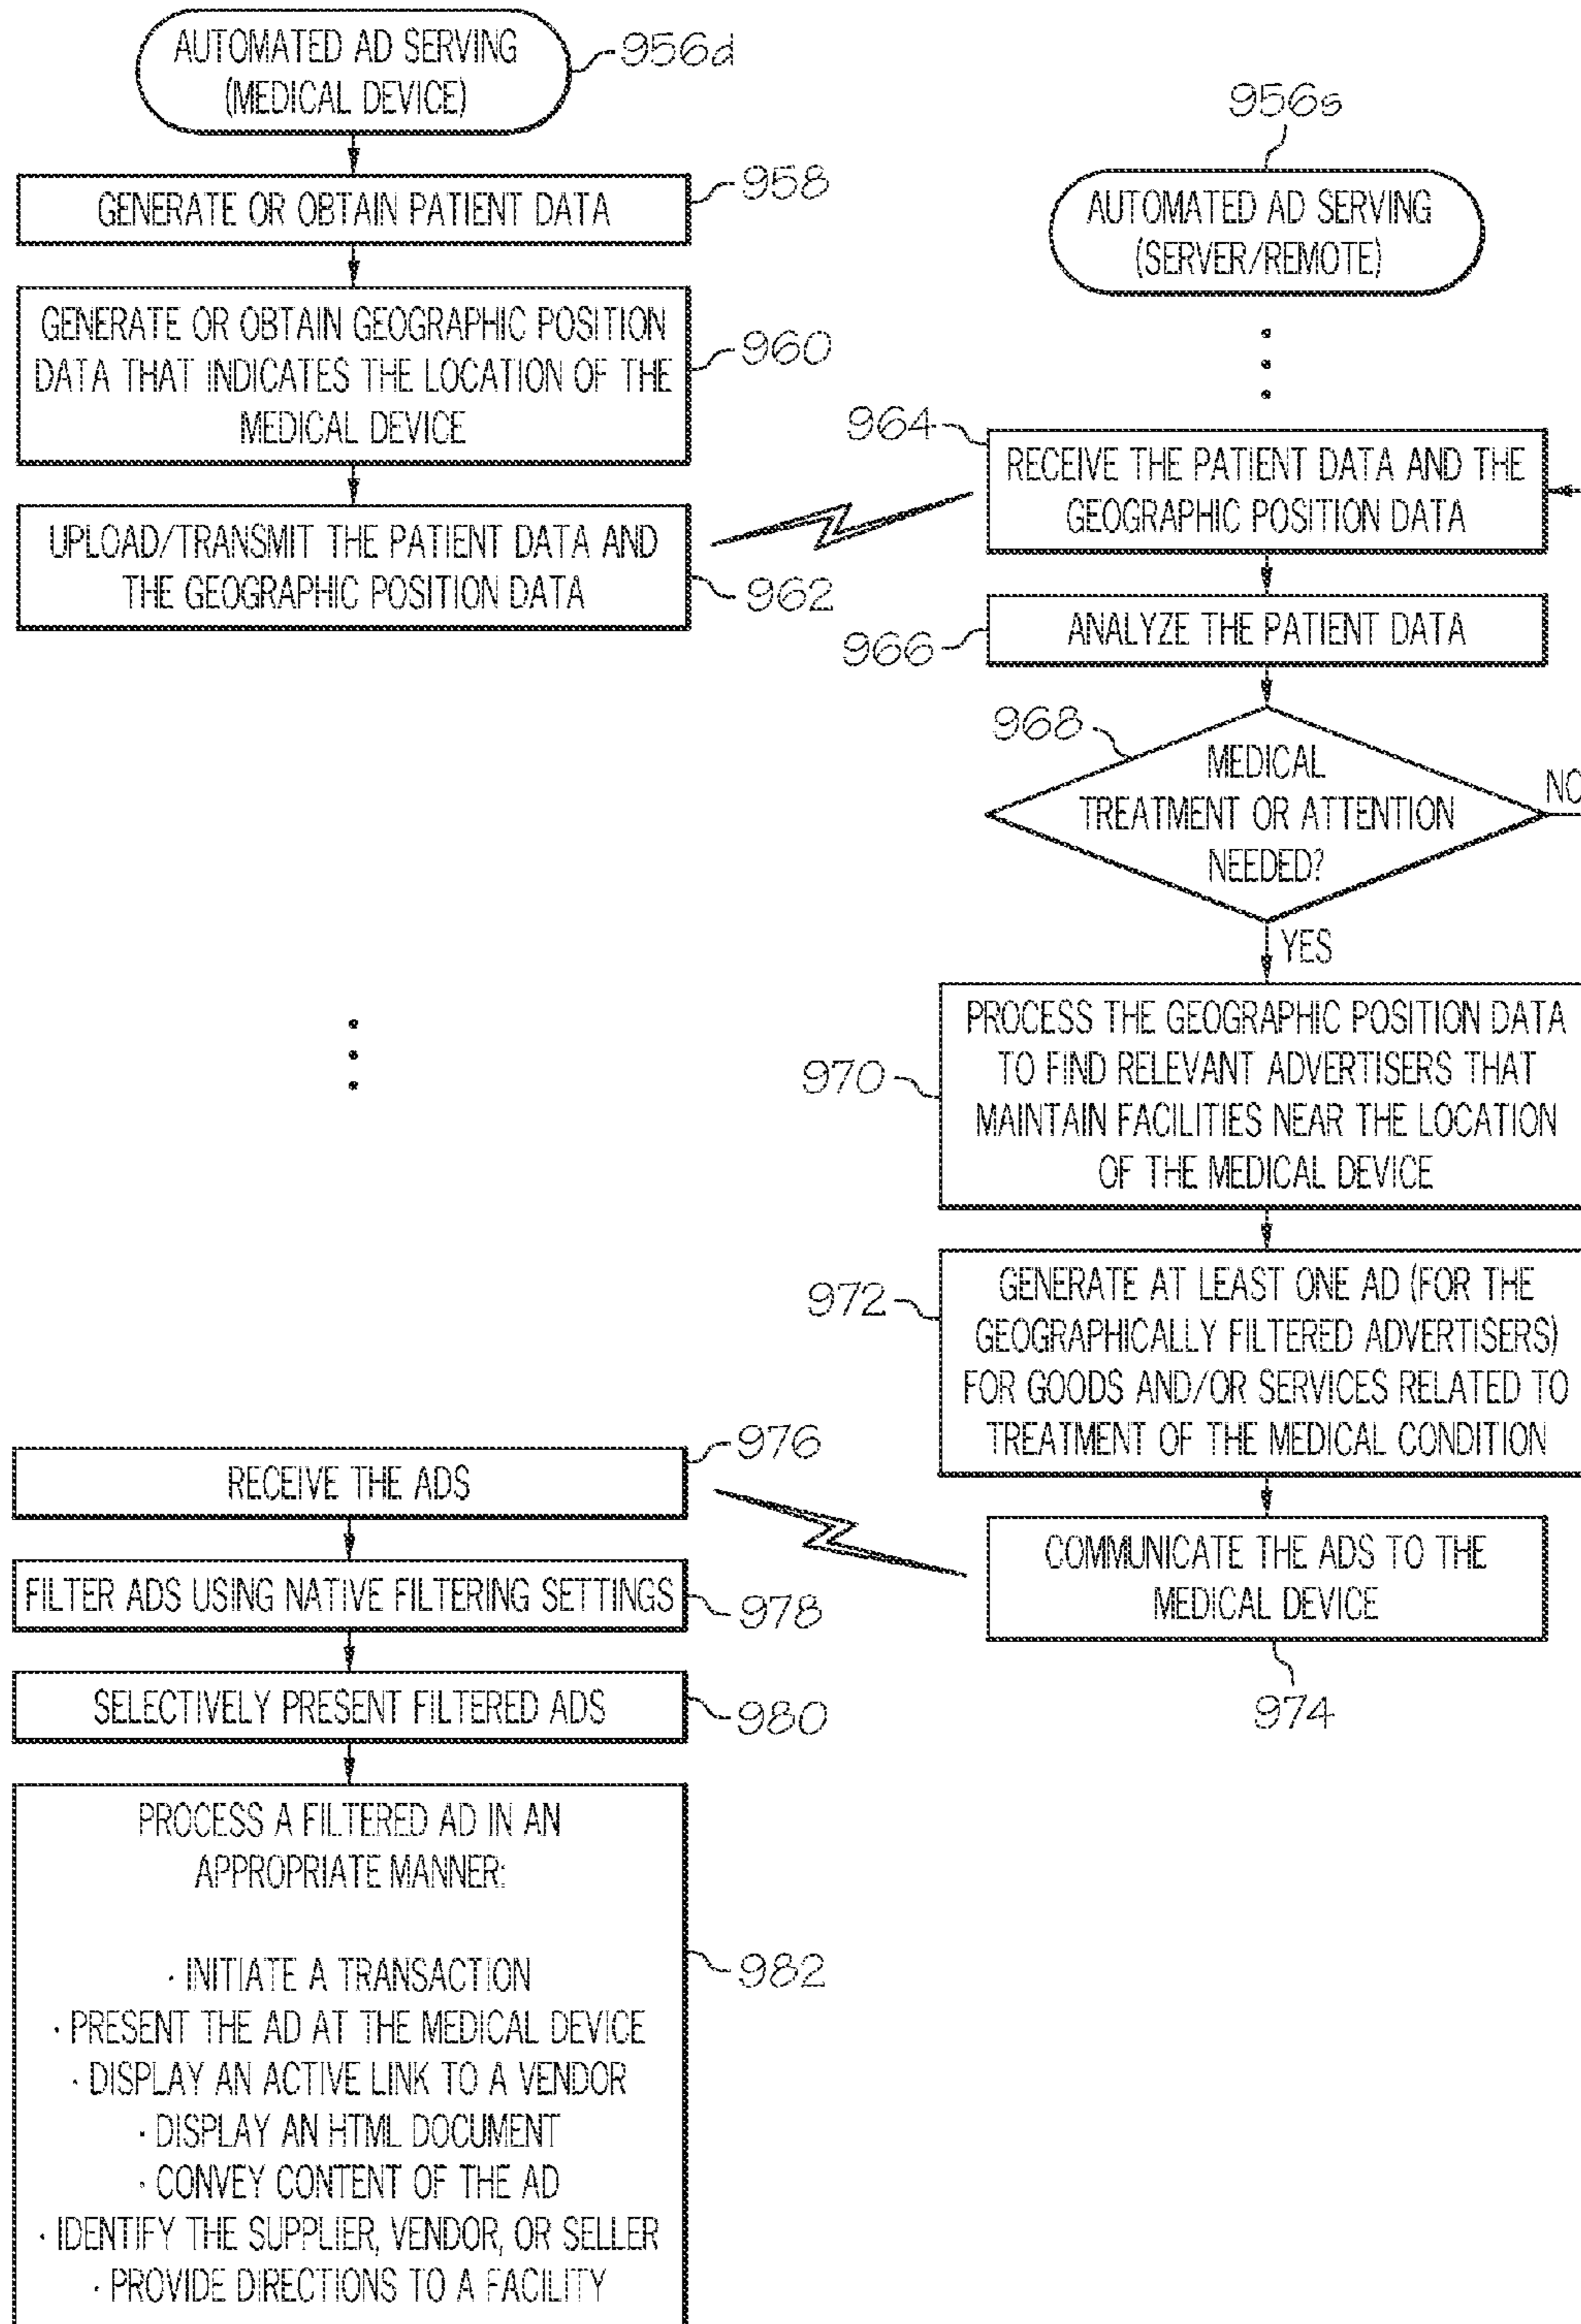 AUTOMATED AD SERVING
(MEDICAL DEVICE)
956d
GENERATE OR OBTAIN PATIENT DATA
958
GENERATE OR OBTAIN GEOGRAPHIC POSITION
DATA THAT INDICATES THE LOCATION OF THE
MEDICAL DEVICE
960
UPLOAD/TRANSMIT THE PATIENT DATA AND
THE GEOGRAPHIC POSITION DATA
962
956s
AUTOMATED AD SERVING
(SERVER/REMOTE)
964
RECEIVE THE PATIENT DATA AND THE
GEOGRAPHIC POSITION DATA
966
ANALYZE THE PATIENT DATA
968
MEDICAL
TREATMENT OR ATTENTION
NEEDED?
NO
YES
970
PROCESS THE GEOGRAPHIC POSITION DATA
TO FIND RELEVANT ADVERTISERS THAT
MAINTAIN FACILITIES NEAR THE LOCATION
OF THE MEDICAL DEVICE
972
GENERATE AT LEAST ONE AD (FOR THE
GEOGRAPHICALLY FILTERED ADVERTISERS)
FOR GOODS AND/OR SERVICES RELATED TO
TREATMENT OF THE MEDICAL CONDITION
COMMUNICATE THE ADS TO THE
MEDICAL DEVICE
974
RECEIVE THE ADS
976
FILTER ADS USING NATIVE FILTERING SETTINGS
978
SELECTIVELY PRESENT FILTERED ADS
980
PROCESS A FILTERED AD IN AN
APPROPRIATE MANNER:
· INITIATE A TRANSACTION
· PRESENT THE AD AT THE MEDICAL DEVICE
· DISPLAY AN ACTIVE LINK TO A VENDOR
· DISPLAY AN HTML DOCUMENT
· CONVEY CONTENT OF THE AD
· IDENTIFY THE SUPPLIER, VENDOR, OR SELLER
· PROVIDE DIRECTIONS TO A FACILITY
982